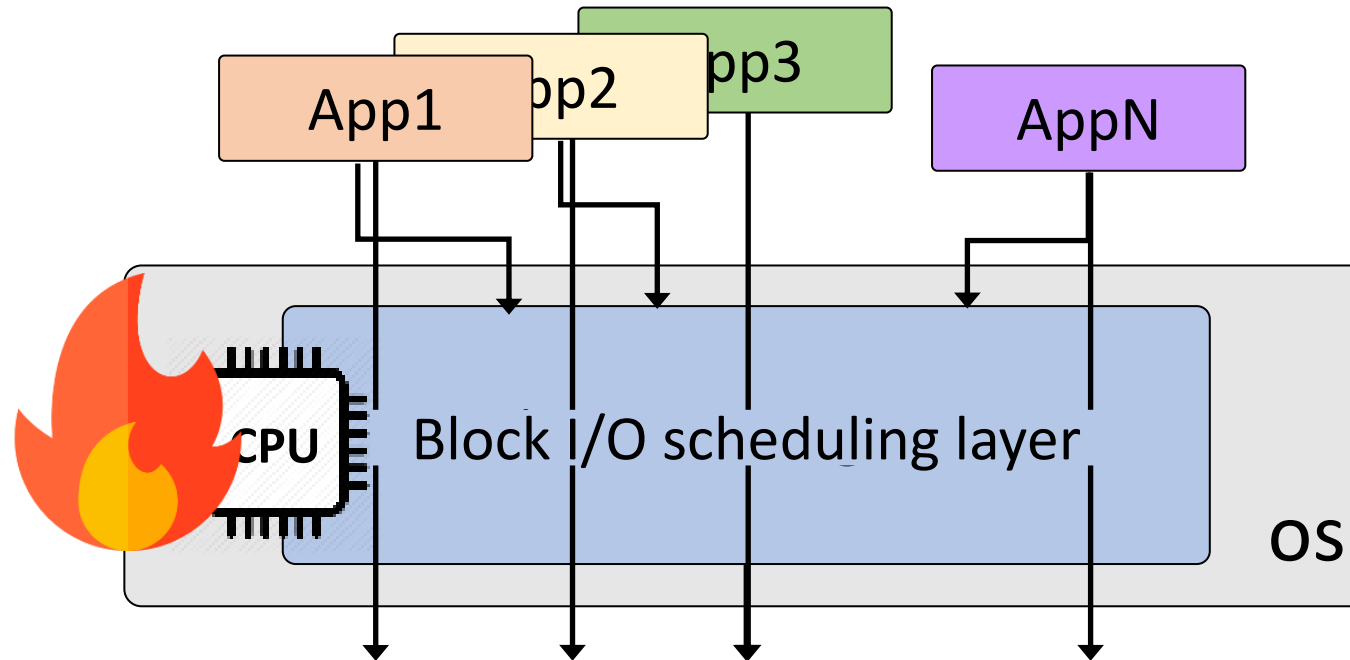 App1
pp2
pp3
AppN
CPU
Block I/O scheduling layer
OS